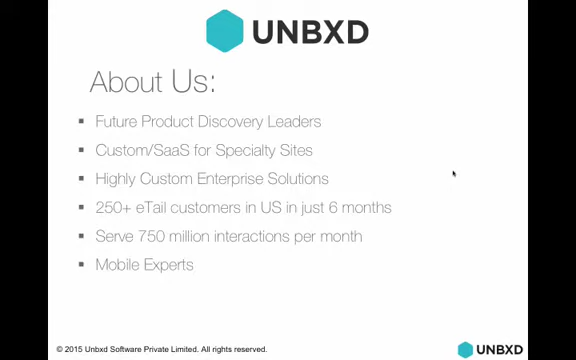 UNBXD
About Us:
▪ Future Product Discovery Leaders
▪ Custom/SaaS for Specialty Sites
▪ Highly Custom Enterprise Solutions
▪ 250+ eTail customers in US in just 6 months
▪ Serve 750 million interactions per month
▪ Mobile Experts
© 2015 Unbxd Software Private Limited. All rights reserved.
UNBXD